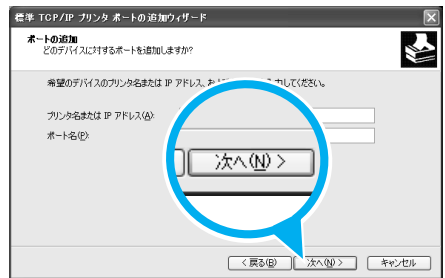 標準 TCP/IP プリンタ ポートの追加ウィザード
ポートの追加
どのデバイスに対するポートを追加しますか?
希望のデバイスのプリンタ名または IP アドレス、お
力してください。
プリンタ名または IP アドレス(A):
ポート名(P):
次へ(N) >
< 戻る(B)
次へ(N) >
キャンセル